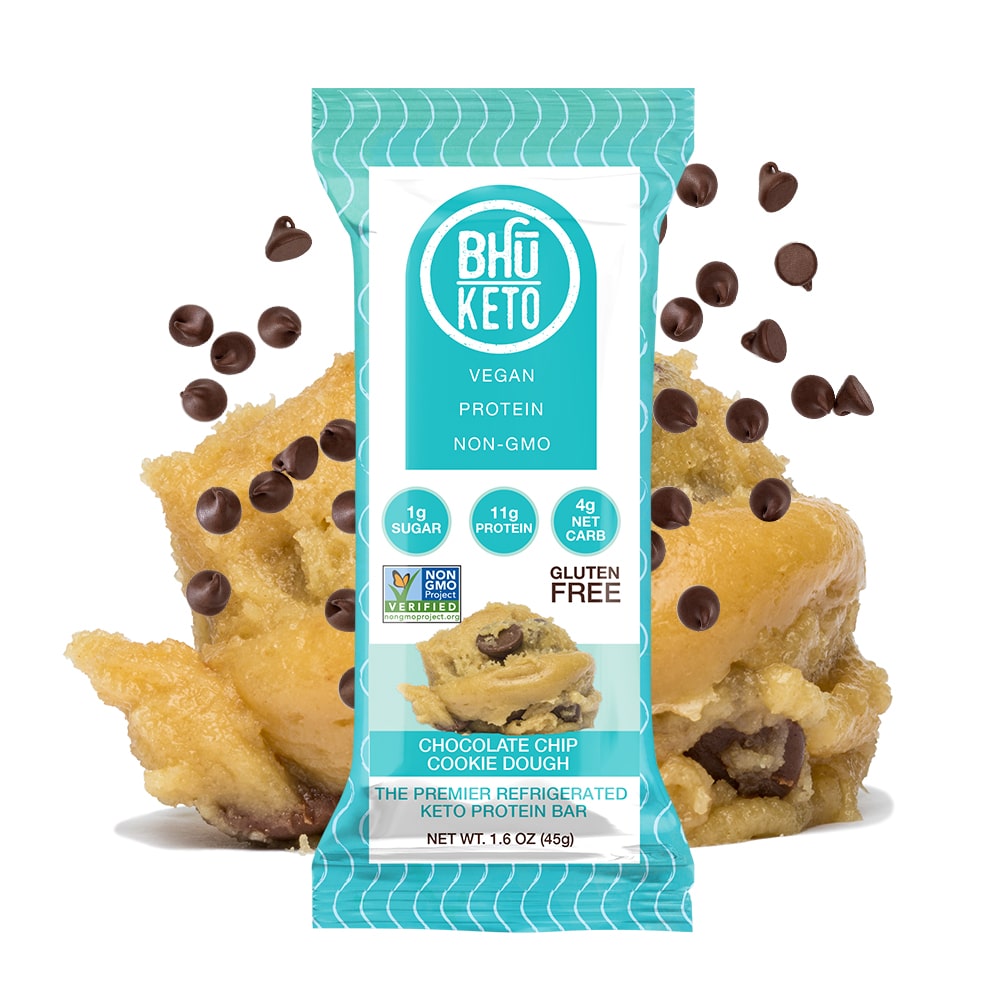 BHŪ
KETO
VEGAN
PROTEIN
NON-GMO
1g
SUGAR
11g
PROTEIN
4g
NET
CARB
NON
GMO
Project
VERIFIED
nongmoproject.org
GLUTEN
FREE
CHOCOLATE CHIP
COOKIE DOUGH
THE PREMIER REFRIGERATED
KETO PROTEIN BAR
NET WT. 1.6 OZ (45g)